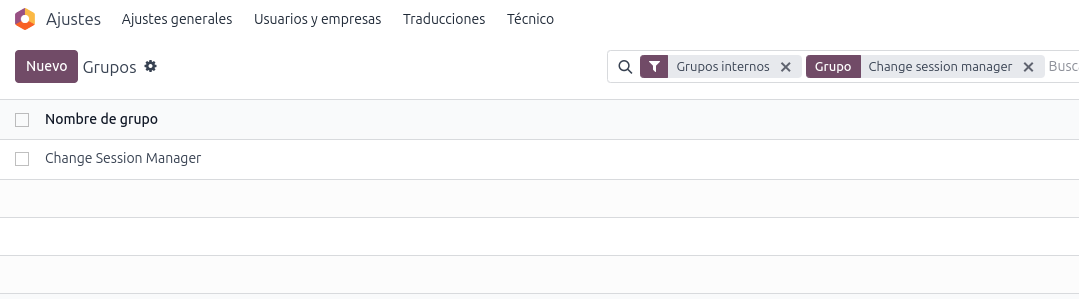 Ajustes Ajustes generales Usuarios y empresas Traducciones Técnico
Nuevo Grupos Grupos internos Grupo Change session manager Busc
Nombre de grupo
Change Session Manager